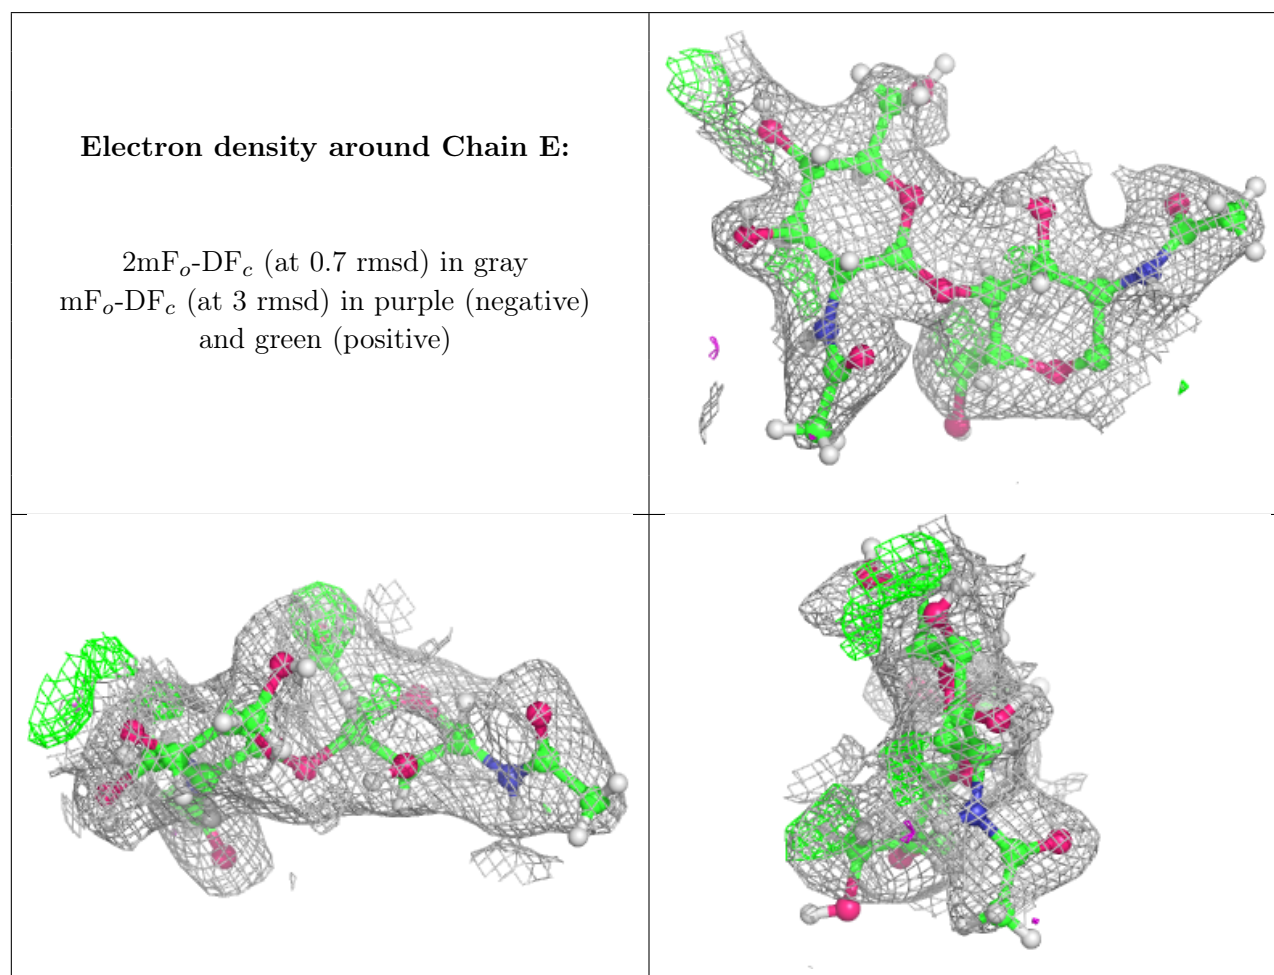 Electron density around Chain E:
2mFo-DFc (at 0.7 rmsd) in gray
mFo-DFc (at 3 rmsd) in purple (negative)
and green (positive)